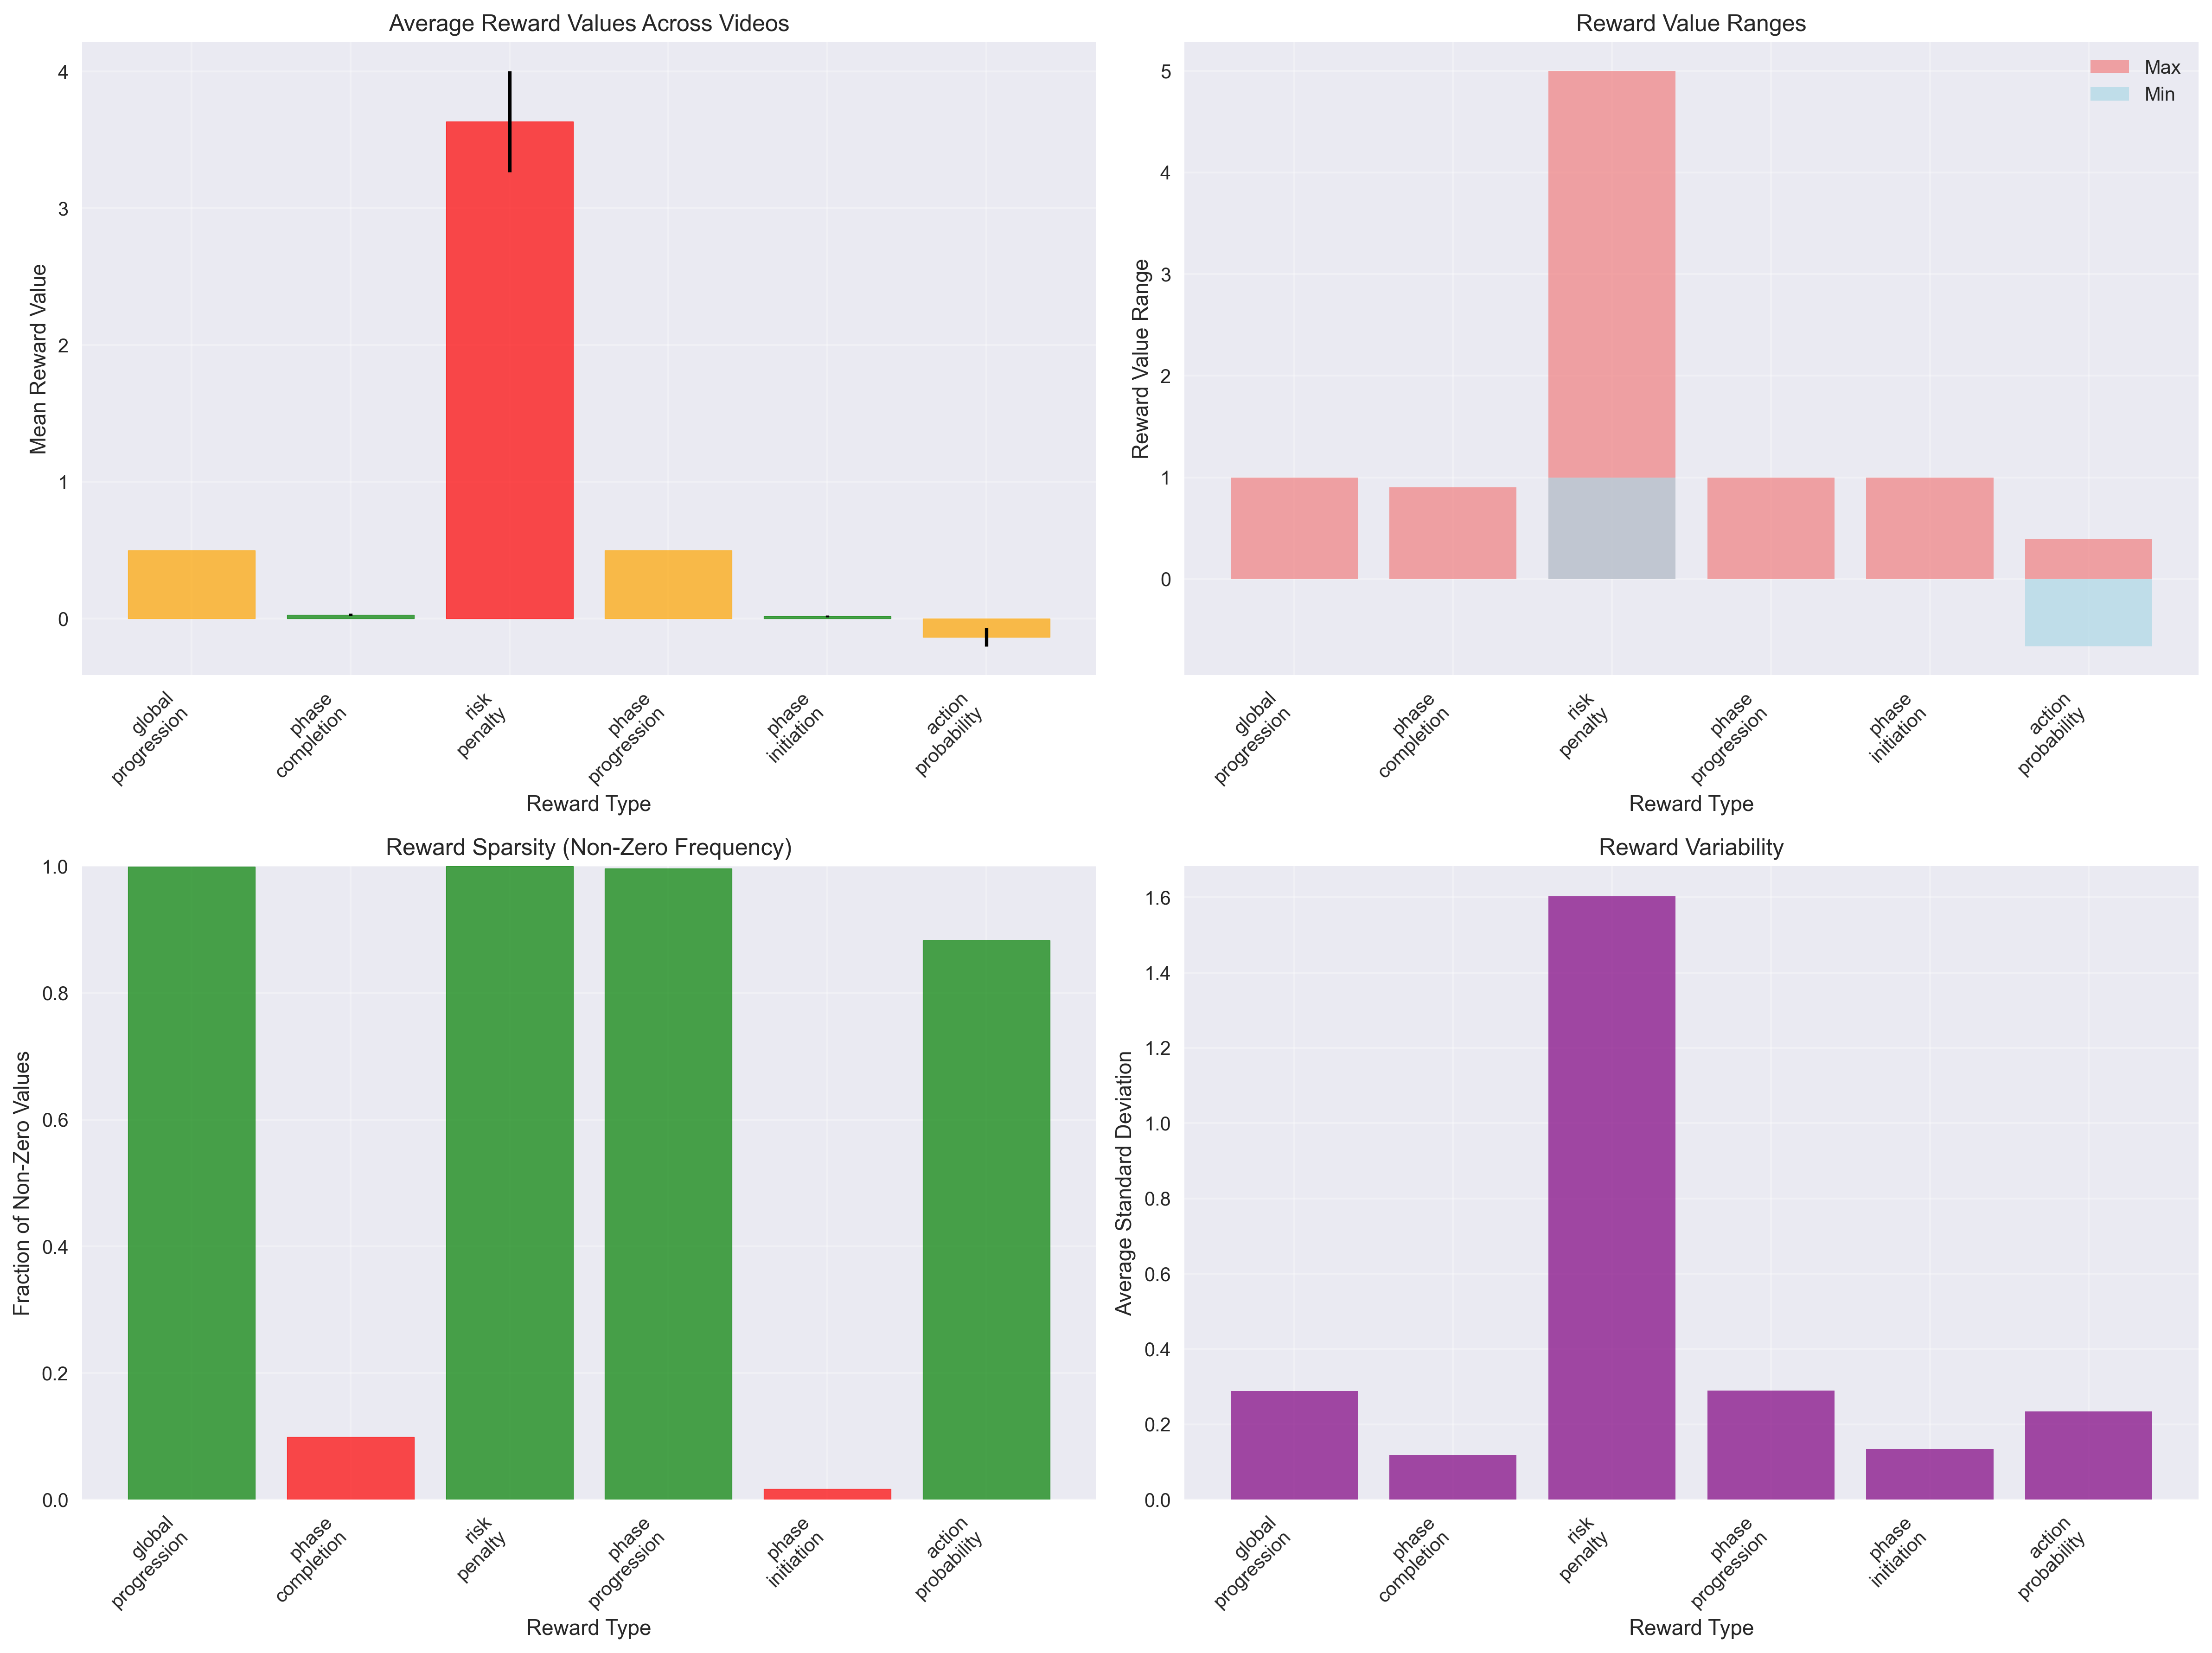 Average Reward Values Across Videos
Mean Reward Value
4
3
2
1
0
global
progression
phase
completion
risk
penalty
phase
progression
phase
initiation
action
probability
Reward Type
Reward Value Ranges
Max
Min
Reward Value Range
5
4
3
2
1
0
global
progression
phase
completion
risk
penalty
phase
progression
phase
initiation
action
probability
Reward Type
Reward Sparsity (Non-Zero Frequency)
Fraction of Non-Zero Values
1.0
0.8
0.6
0.4
0.2
0.0
global
progression
phase
completion
risk
penalty
phase
progression
phase
initiation
action
probability
Reward Type
Reward Variability
Average Standard Deviation
1.6
1.4
1.2
1.0
0.8
0.6
0.4
0.2
0.0
global
progression
phase
completion
risk
penalty
phase
progression
phase
initiation
action
probability
Reward Type